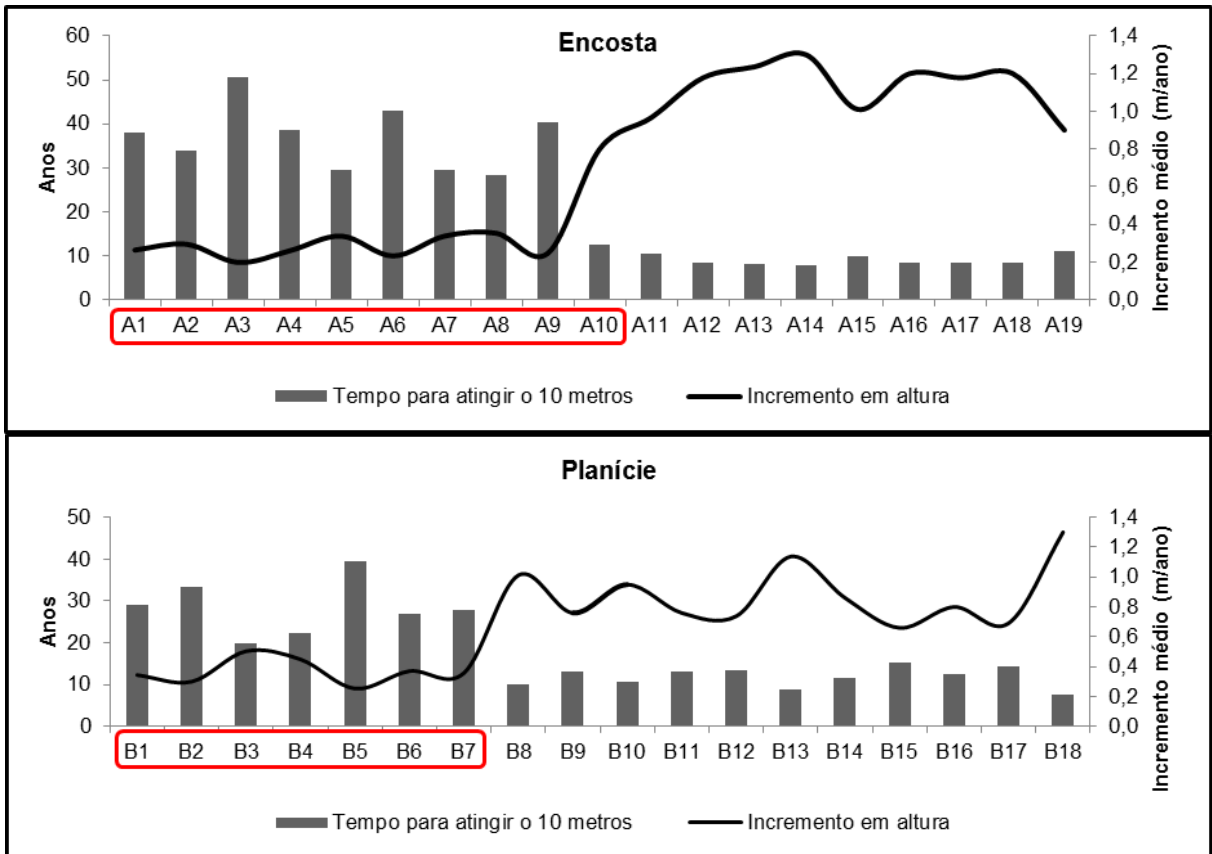 Encosta
60
50
40
30
20
10
0
Anos
1,4
1,2
1,0
0,8
0,6
0,4
0,2
0,0
Incremento médio (m/ano)
A1 A2 A3 A4 A5 A6 A7 A8 A9 A10 A11 A12 A13 A14 A15 A16 A17 A18 A19
Tempo para atingir o 10 metros Incremento em altura
Planície
50
40
30
20
10
0
Anos
1,4
1,2
1,0
0,8
0,6
0,4
0,2
0,0
Incremento médio (m/ano)
B1 B2 B3 B4 B5 B6 B7 B8 B9 B10 B11 B12 B13 B14 B15 B16 B17 B18
Tempo para atingir o 10 metros Incremento em altura